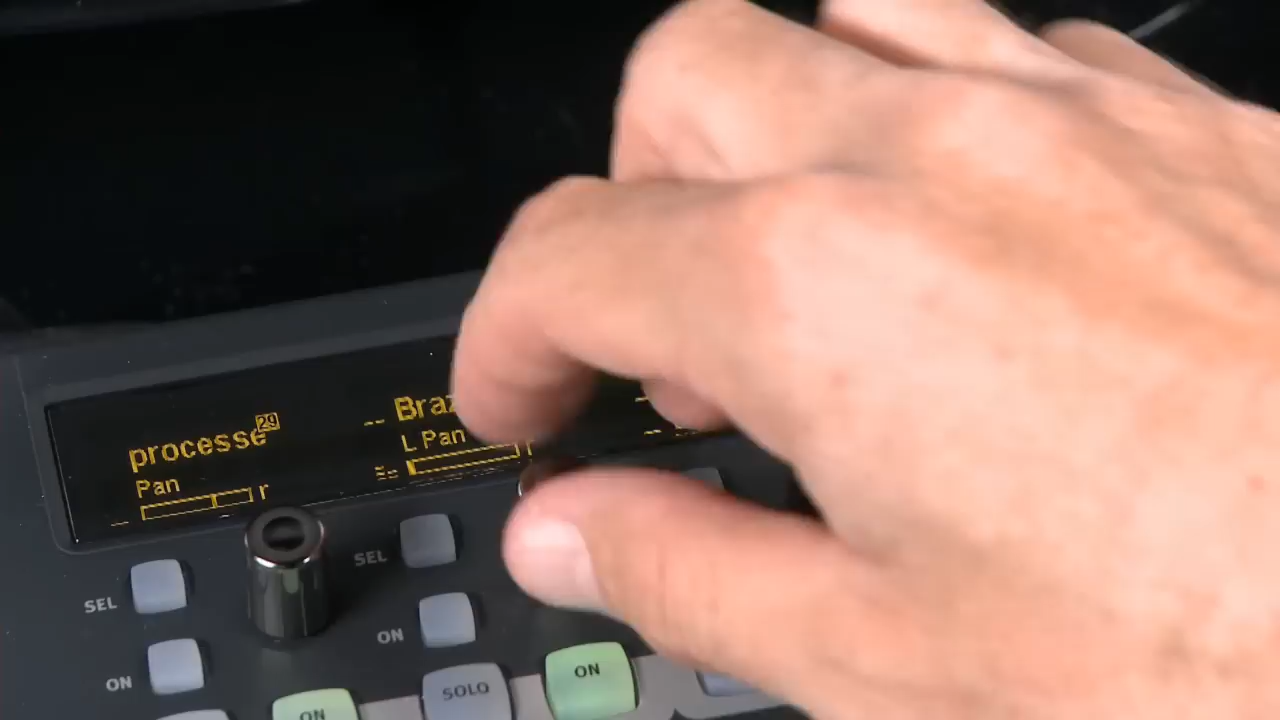 processe 29
Pan
r
Braz
L Pan
r
SEL
ON
SEL
ON
ON
SOLO
ON